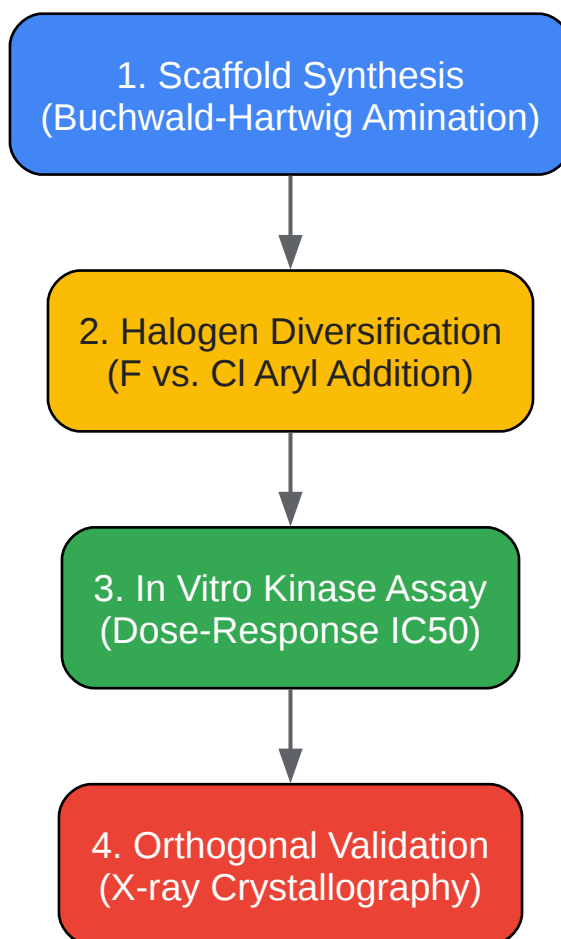 1. Scaffold Synthesis
(Buchwald-Hartwig Amination)
2. Halogen Diversification
(F vs. Cl Aryl Addition)
3. In Vitro Kinase Assay
(Dose-Response IC50)
4. Orthogonal Validation
(X-ray Crystallography)